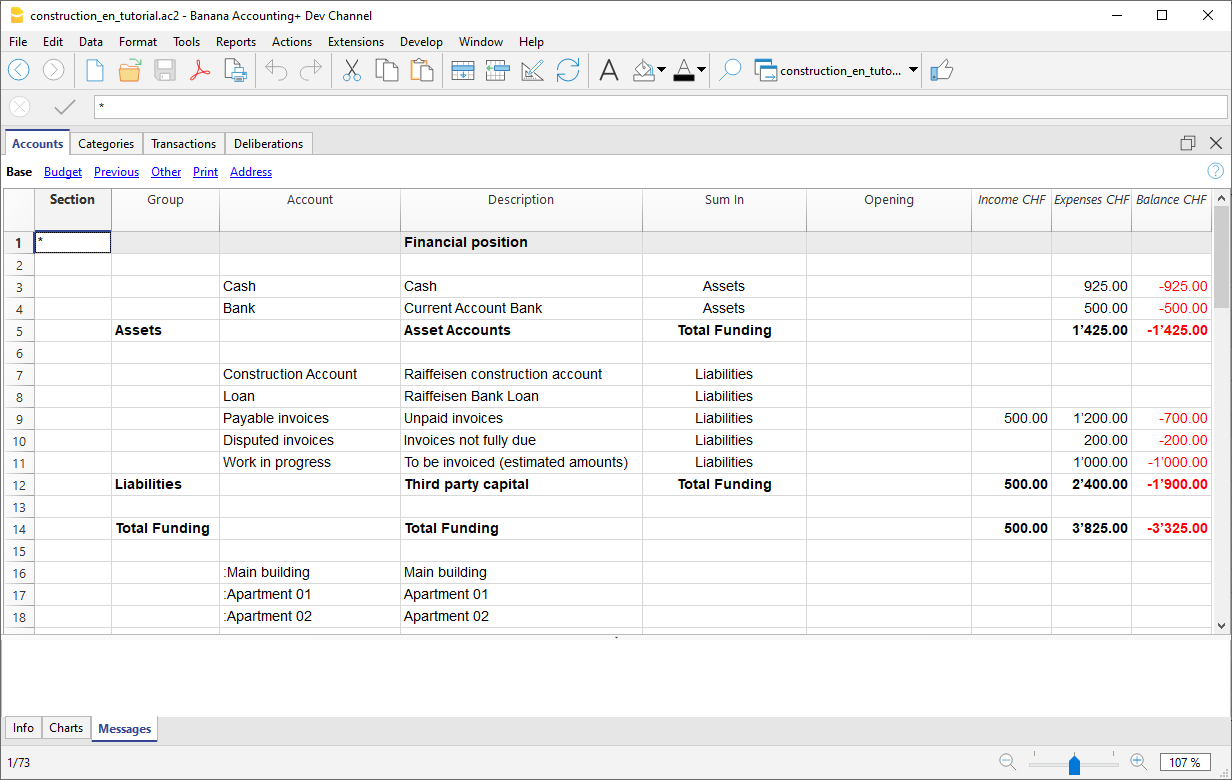 construction_en_tutorial.ac2 - Banana Accounting+ Dev Channel
File Edit Data Format Tools Reports Actions Extensions Develop Window Help
construction_en_tuto...
*
Accounts Categories Transactions Deliberations
Base Budget Previous Other Print Address
Section Group Account Description Sum In Opening Income CHF Expenses CHF Balance CHF
1 * Financial position
2
3 Cash Cash Assets 925.00 -925.00
4 Bank Current Account Bank Assets 500.00 -500.00
5 Assets Asset Accounts Total Funding 1’425.00 -1’425.00
6
7 Construction Account Raiffeisen construction account Liabilities
8 Loan Raiffeisen Bank Loan Liabilities
9 Payable invoices Unpaid invoices Liabilities 500.00 1’200.00 -700.00
10 Disputed invoices Invoices not fully due Liabilities 200.00 -200.00
11 Work in progress To be invoiced (estimated amounts) Liabilities 1’000.00 -1’000.00
12 Liabilities Third party capital Total Funding 500.00 2’400.00 -1’900.00
13
14 Total Funding Total Funding 500.00 3’825.00 -3’325.00
15
16 :Main building Main building
17 :Apartment 01 Apartment 01
18 :Apartment 02 Apartment 02
Info Charts Messages
1/73 107 %